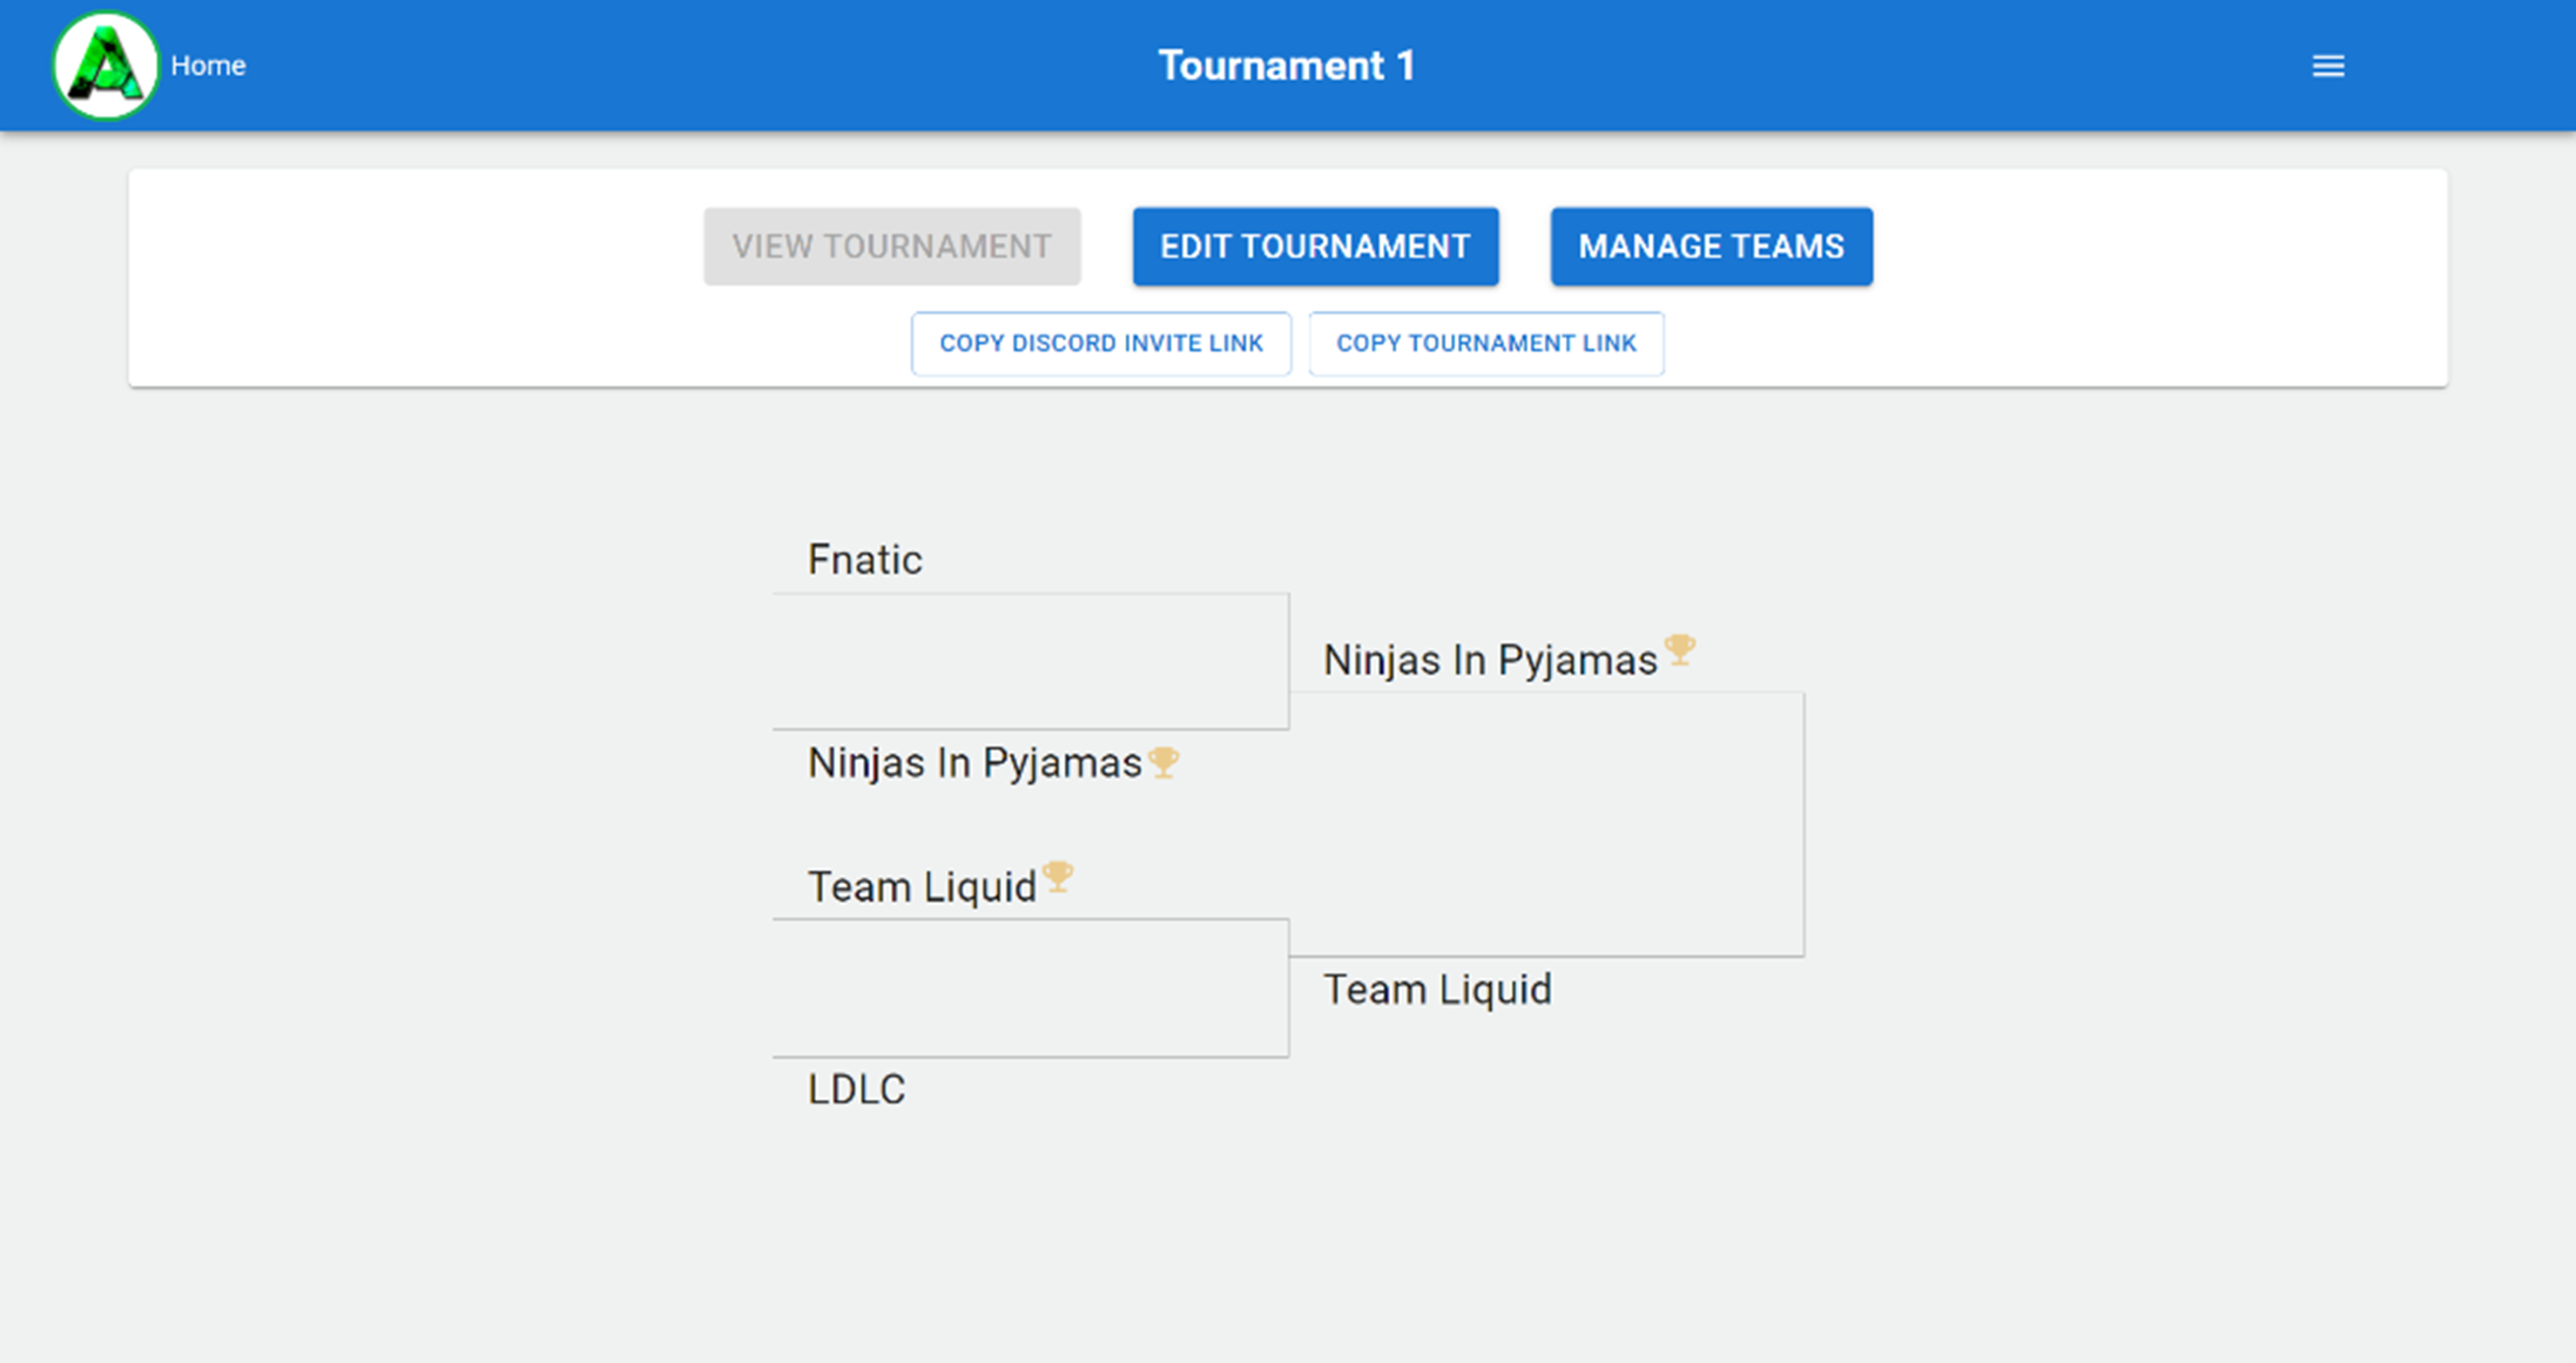 Home
Tournament 1
VIEW TOURNAMENT
EDIT TOURNAMENT
MANAGE TEAMS
COPY DISCORD INVITE LINK
COPY TOURNAMENT LINK
Fnatic
Ninjas In Pyjamas
Team Liquid
LDLC
Ninjas In Pyjamas
Team Liquid